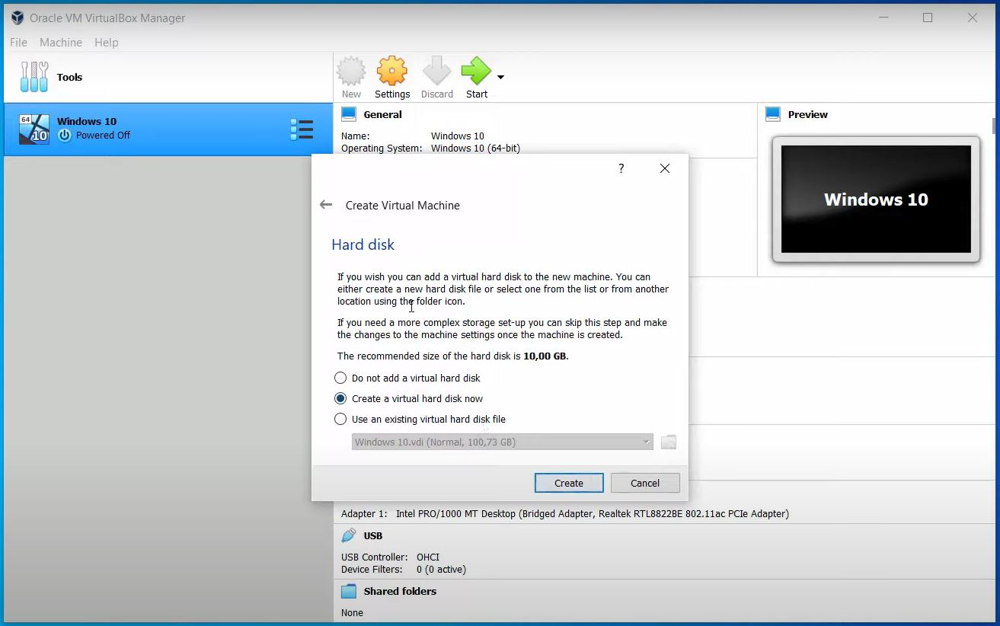 Oracle VM VirtualBox Manager
File Machine Help
Tools
New Settings Discard Start
64
10
Windows 10
Powered Off
General
Name: Windows 10
Operating System: Windows 10 (64-bit)
Preview
Windows 10
?
Create Virtual Machine
Hard disk
If you wish you can add a virtual hard disk to the new machine. You can
either create a new hard disk file or select one from the list or from another
location using the folder icon.
If you need a more complex storage set-up you can skip this step and make
the changes to the machine settings once the machine is created.
The recommended size of the hard disk is 10,00 GB.
Do not add a virtual hard disk
Create a virtual hard disk now
Use an existing virtual hard disk file
Windows 10.vdi (Normal, 100,73 GB)
Create Cancel
Adapter 1: Intel PRO/1000 MT Desktop (Bridged Adapter, Realtek RTL8822BE 802.11ac PCIe Adapter)
USB
USB Controller: OHCI
Device Filters: 0 (0 active)
Shared folders
None